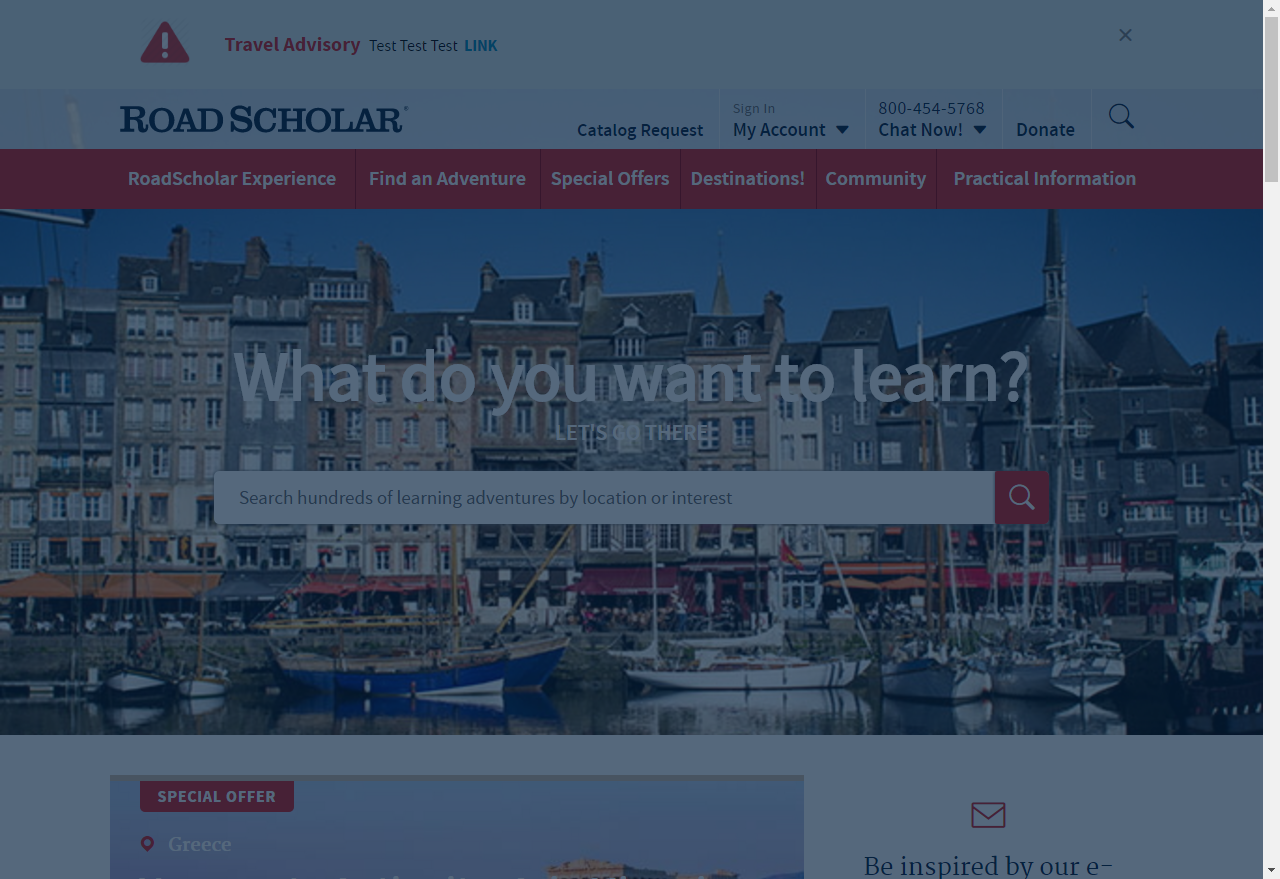 Travel Advisory Test Test Test LINK
ROAD SCHOLAR®
Catalog Request
Sign In
My Account
800-454-5768
Chat Now!
Donate
RoadScholar Experience
Find an Adventure
Special Offers
Destinations!
Community
Practical Information
What do you want to learn?
LET'S GO THERE
Search hundreds of learning adventures by location or interest
SPECIAL OFFER
Greece
Be inspired by our e-